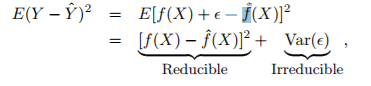 E(Y − Ŷ)² = E[f(X) + ϵ − f̂(X)]²
= [f(X) − f̂(X)]² + Var(ϵ) ,
Reducible Irreducible